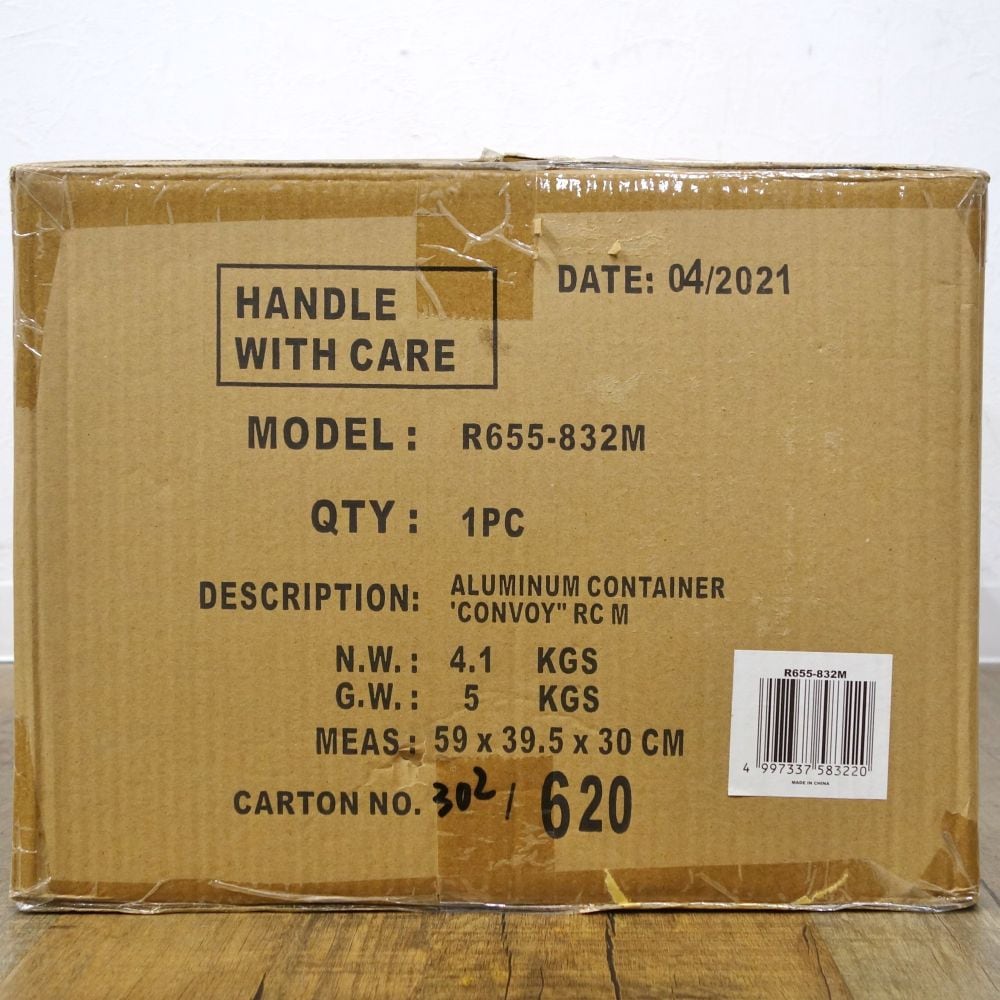 HANDLE
WITH CARE
DATE: 04/2021
MODEL: R655-832M
QTY: 1PC
DESCRIPTION: ALUMINUM CONTAINER
'CONVOY" RC M
N.W.: 4.1 KGS
G.W.: 5 KGS
MEAS: 59 x 39.5 x 30 CM
CARTON NO. 302 / 620
R655-832M
4 997337 583220
MADE IN CHINA